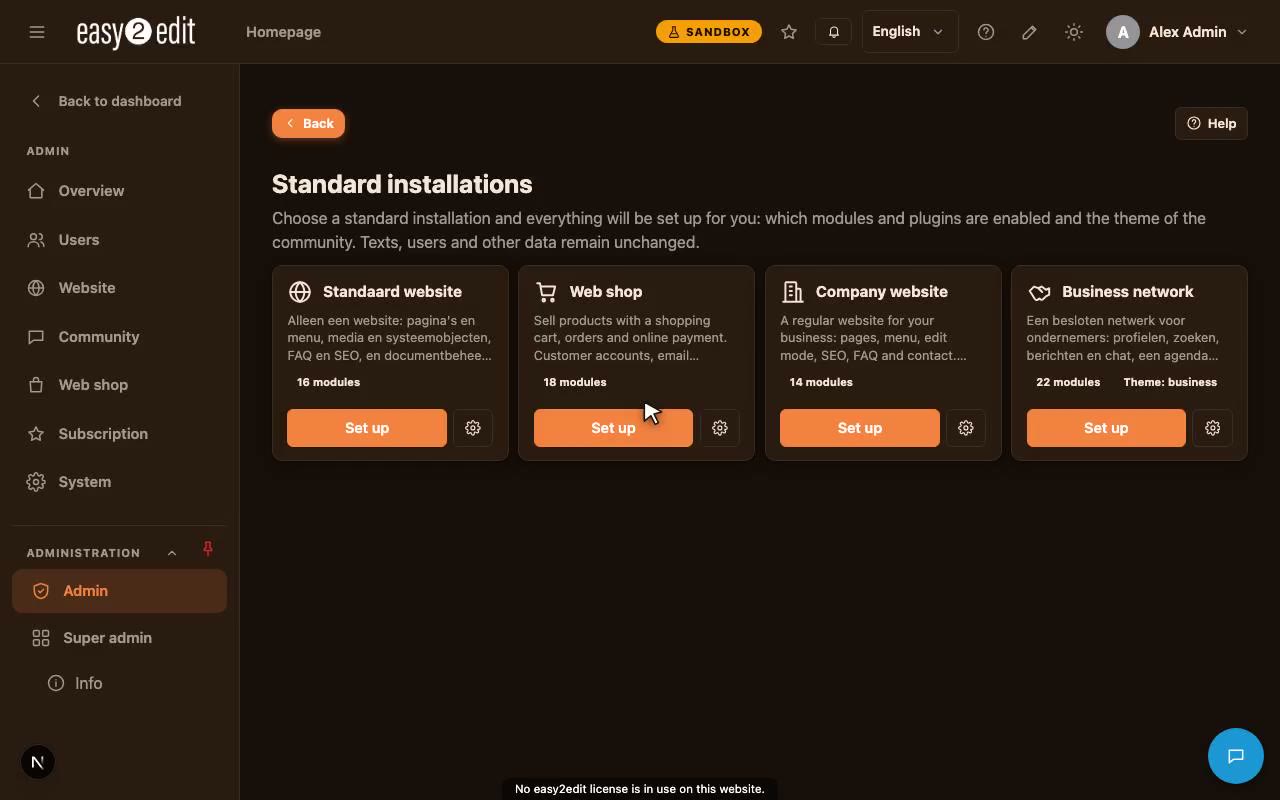 easy2edit
Homepage
SANDBOX
English
A
Alex Admin
Back to dashboard
ADMIN
Overview
Users
Website
Community
Web shop
Subscription
System
ADMINISTRATION
Admin
Super admin
Info
N
Back
Help
Standard installations
Choose a standard installation and everything will be set up for you: which modules and plugins are enabled and the theme of the
community. Texts, users and other data remain unchanged.
Standaard website
Alleen een website: pagina's en
menu, media en systeemobjecten,
FAQ en SEO, en documentbehee...
16 modules
Set up
Web shop
Sell products with a shopping
cart, orders and online payment.
Customer accounts, email...
18 modules
Set up
Company website
A regular website for your
business: pages, menu, edit
mode, SEO, FAQ and contact....
14 modules
Set up
Business network
Een besloten netwerk voor
ondernemers: profielen, zoeken,
berichten en chat, een agenda...
22 modules Theme: business
Set up
No easy2edit license is in use on this website.